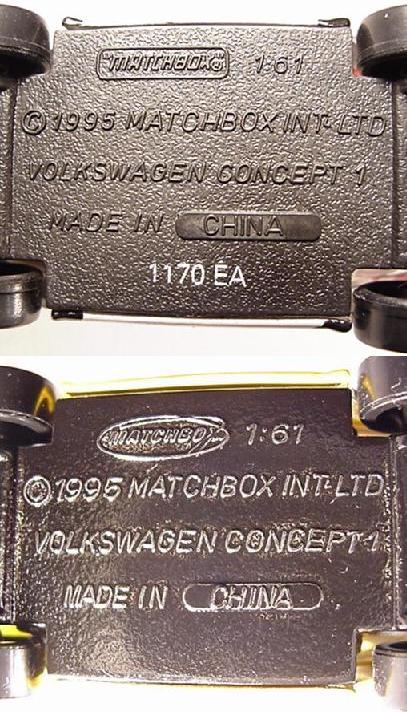 MATCHBOX® 1:61
© 1995 MATCHBOX INT'L LTD
VOLKSWAGEN CONCEPT 1
MADE IN CHINA
1170 EA
MATCHBOX 1:61
© 1995 MATCHBOX INT'L LTD
VOLKSWAGEN CONCEPT 1
MADE IN CHINA .